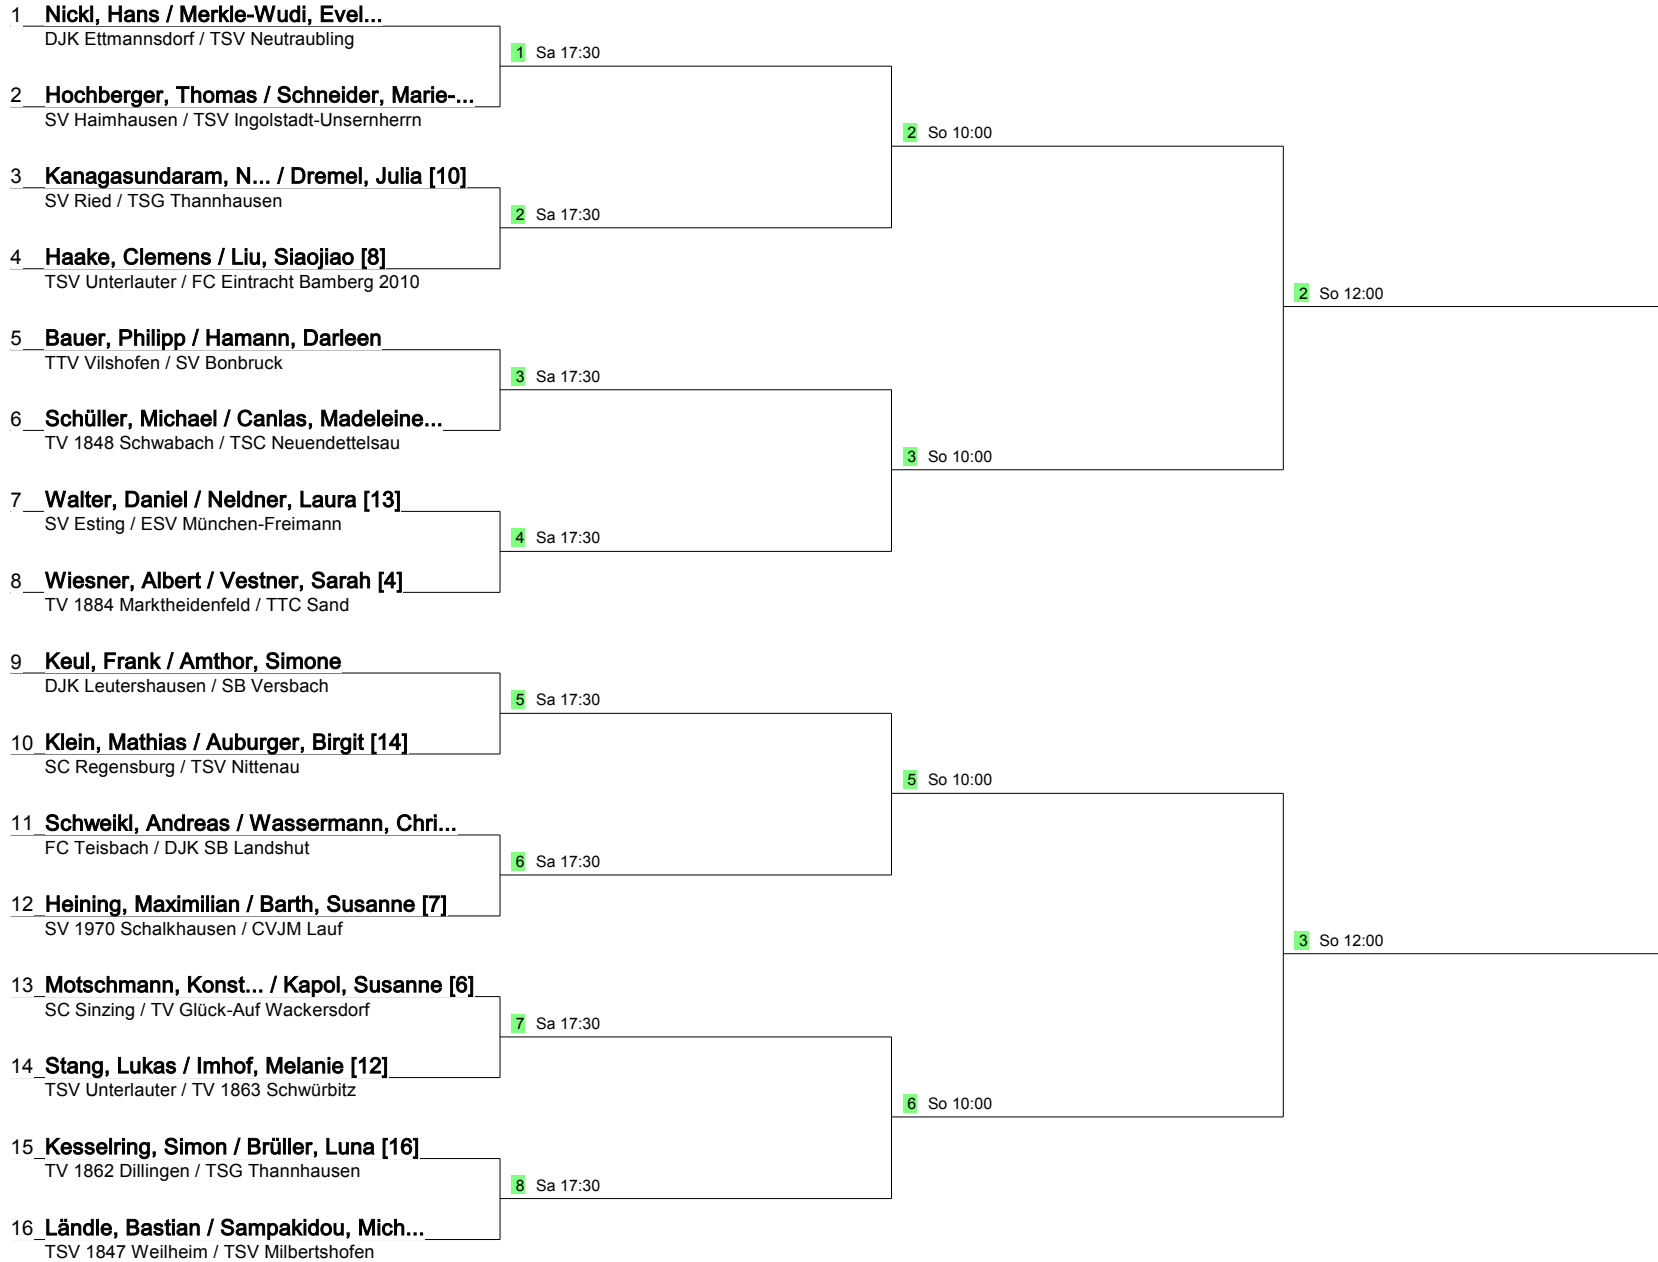 1 Nickl, Hans / Merkle-Wudi, Evel...
DJK Ettmannsdorf / TSV Neutraubling
1 Sa 17:30
2 Hochberger, Thomas / Schneider, Marie-...
SV Haimhausen / TSV Ingolstadt-Unsernherrn
2 So 10:00
3 Kanagasundaram, N... / Dremel, Julia [10]
SV Ried / TSG Thannhausen
2 Sa 17:30
4 Haake, Clemens / Liu, Siaojiao [8]
TSV Unterlauter / FC Eintracht Bamberg 2010
2 So 12:00
5 Bauer, Philipp / Hamann, Darleen
TTV Vilshofen / SV Bonbruck
3 Sa 17:30
6 Schüller, Michael / Canlas, Madeleine...
TV 1848 Schwabach / TSC Neuendettelsau
3 So 10:00
7 Walter, Daniel / Neldner, Laura [13]
SV Esting / ESV München-Freimann
4 Sa 17:30
8 Wiesner, Albert / Vestner, Sarah [4]
TV 1884 Marktheidenfeld / TTC Sand
9 Keul, Frank / Amthor, Simone
DJK Leutershausen / SB Versbach
5 Sa 17:30
10 Klein, Mathias / Auburger, Birgit [14]
SC Regensburg / TSV Nittenau
5 So 10:00
11 Schweikl, Andreas / Wassermann, Chri...
FC Teisbach / DJK SB Landshut
6 Sa 17:30
12 Heining, Maximilian / Barth, Susanne [7]
SV 1970 Schalkhausen / CVJM Lauf
3 So 12:00
13 Motschmann, Konst... / Kapol, Susanne [6]
SC Sinzing / TV Glück-Auf Wackersdorf
7 Sa 17:30
14 Stang, Lukas / Imhof, Melanie [12]
TSV Unterlauter / TV 1863 Schwürbitz
6 So 10:00
15 Kesselring, Simon / Brüller, Luna [16]
TV 1862 Dillingen / TSG Thannhausen
8 Sa 17:30
16 Ländle, Bastian / Sampakidou, Mich...
TSV 1847 Weilheim / TSV Milbertshofen